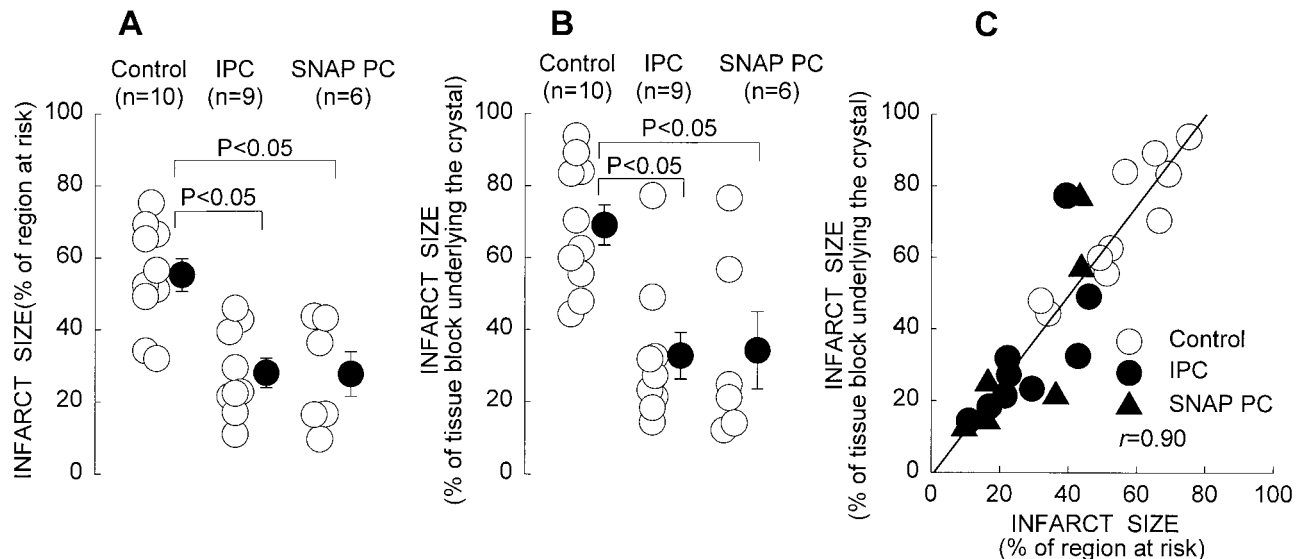 A
Control
(n=10)
IPC
(n=9)
SNAP PC
(n=6)
INFARCT SIZE(% of region at risk)
100
80
60
40
20
0
P<0.05
P<0.05
B
Control
(n=10)
IPC
(n=9)
SNAP PC
(n=6)
INFARCT SIZE
(% of tissue block underlying the crystal)
100
80
60
40
20
0
P<0.05
P<0.05
C
INFARCT SIZE
(% of tissue block underlying the crystal)
100
80
60
40
20
0
Control
IPC
SNAP PC
r=0.90
0 20 40 60 80 100
INFARCT SIZE
(% of region at risk)